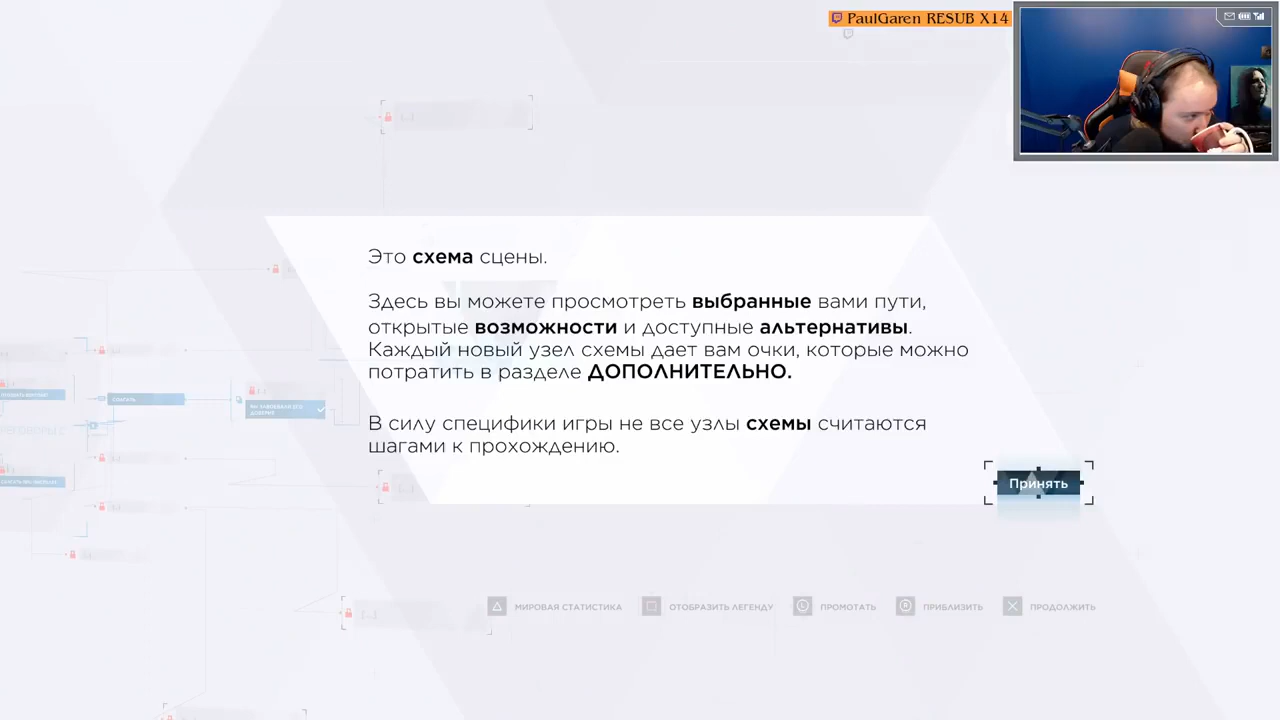 PaulGaren RESUB X14
Это схема сцены.
Здесь вы можете просмотреть выбранные вами пути,
открытые возможности и доступные альтернативы.
Каждый новый узел схемы дает вам очки, которые можно
потратить в разделе ДОПОЛНИТЕЛЬНО.
В силу специфики игры не все узлы схемы считаются
шагами к прохождению.
Принять
МИРОВАЯ СТАТИСТИКА
ОТОБРАЗИТЬ ЛЕГЕНДУ
ПРОМОТАТЬ
ПРИБЛИЗИТЬ
ПРОДОЛЖИТЬ